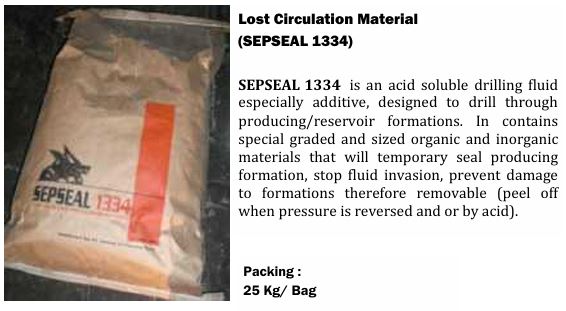 Lost Circulation Material
(SEPSEAL 1334)
SEPSEAL 1334 is an acid soluble drilling fluid
especially additive, designed to drill through
producing/reservoir formations. In contains
special graded and sized organic and inorganic
materials that will temporary seal producing
formation, stop fluid invasion, prevent damage
to formations therefore removable (peel off
when pressure is reversed and or by acid).
Packing :
25 Kg/ Bag
SEPSEAL 1334